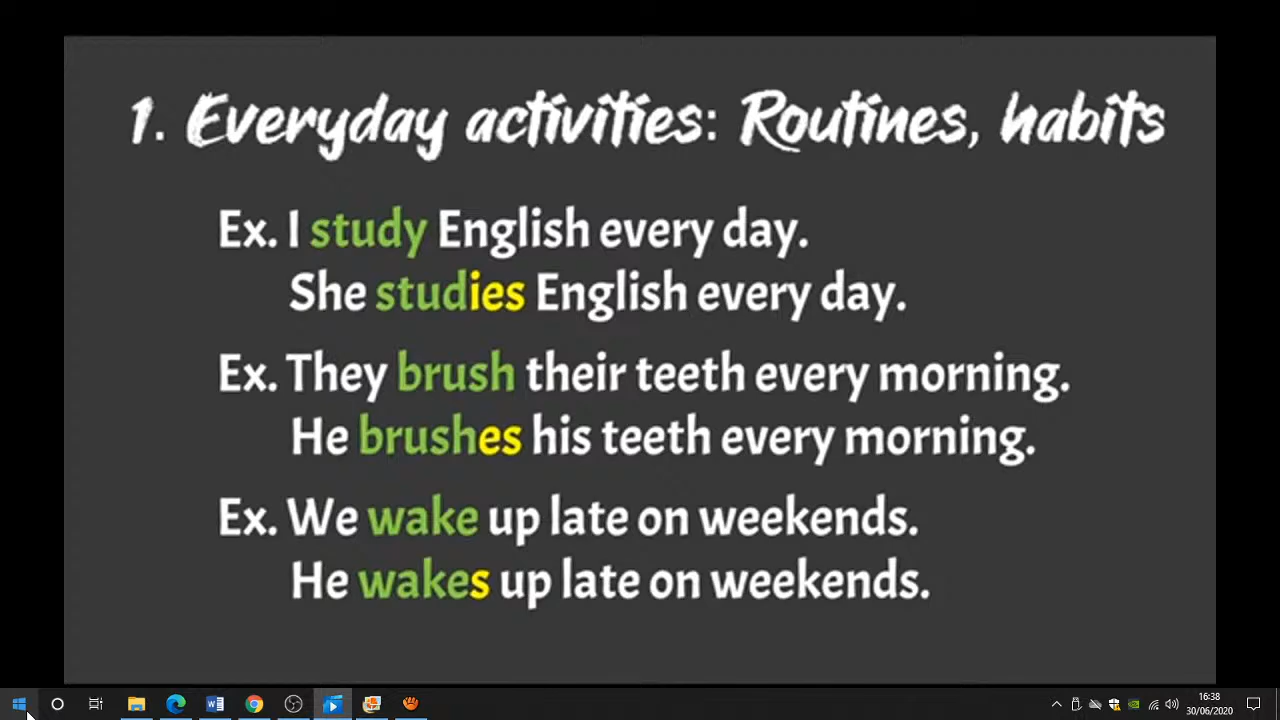 1. Everyday activities: Routines, habits
Ex. I study English every day.
She studies English every day.
Ex. They brush their teeth every morning.
He brushes his teeth every morning.
Ex. We wake up late on weekends.
He wakes up late on weekends.
16:38
30/06/2020